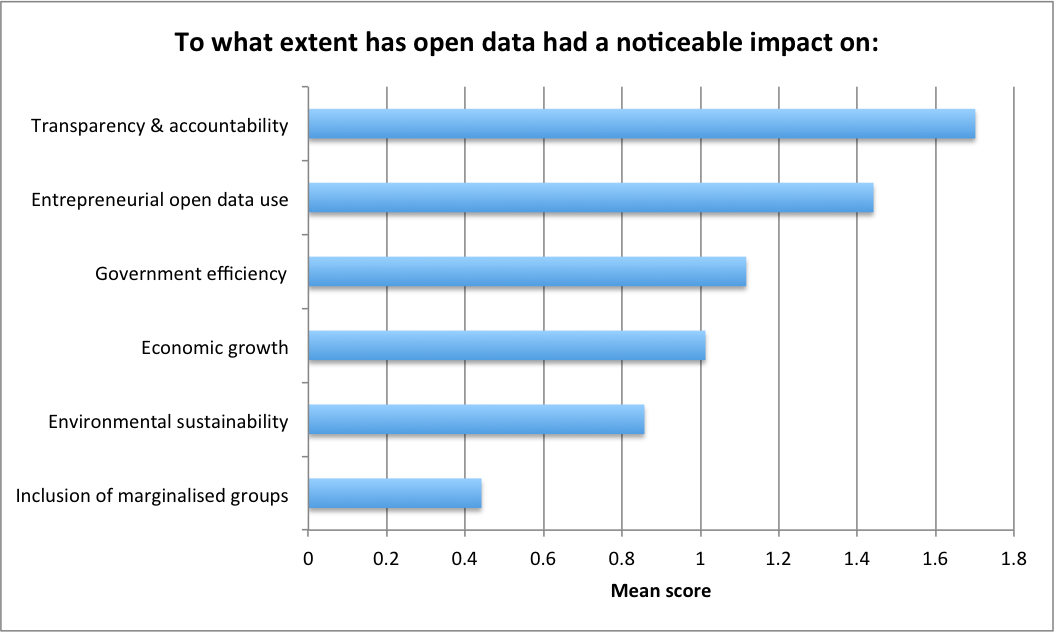 To what extent has open data had a noticeable impact on:
Transparency & accountability
Entrepreneurial open data use
Government efficiency
Economic growth
Environmental sustainability
Inclusion of marginalised groups
0 0.2 0.4 0.6 0.8 1 1.2 1.4 1.6 1.8
Mean score